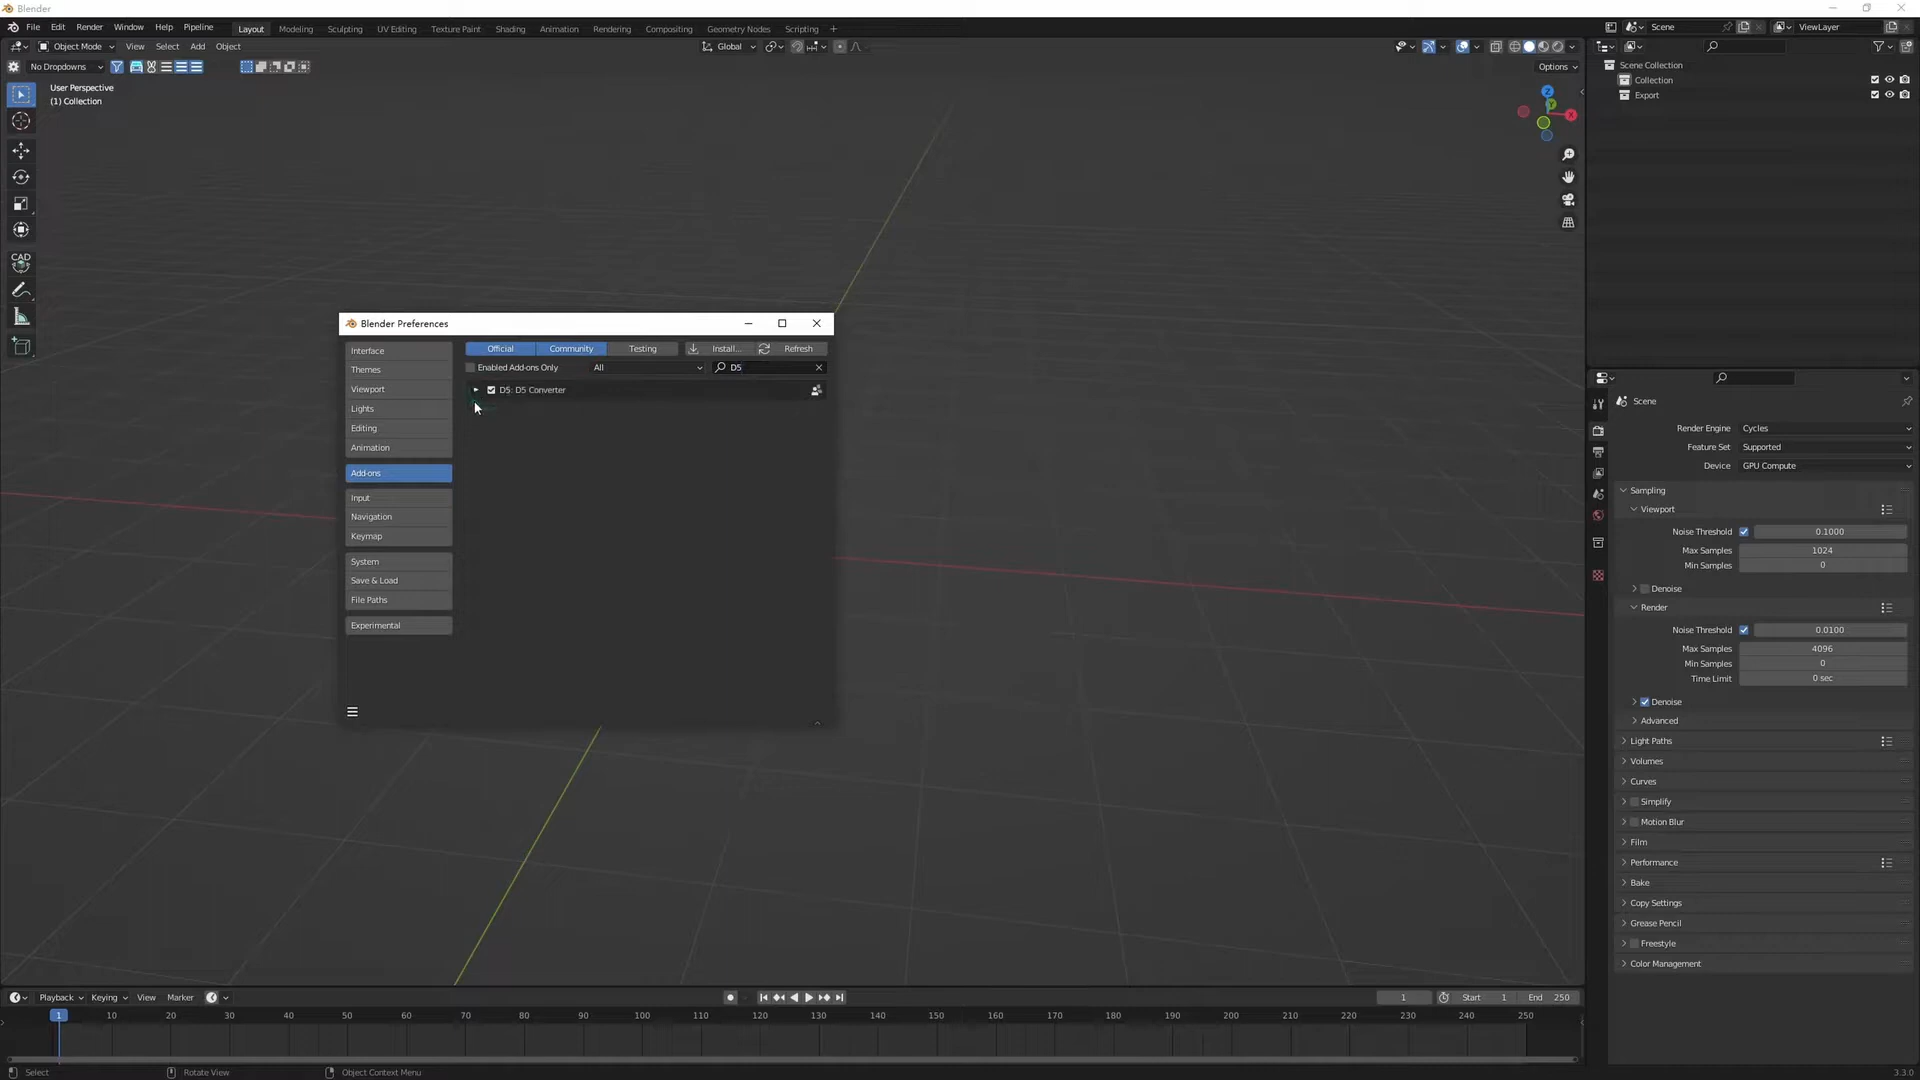 Blender
File Edit Render Window Help Pipeline Layout Modeling Sculpting UV Editing Texture Paint Shading Animation Rendering Compositing Geometry Nodes Scripting + Scene ViewLayer
Object Mode View Select Add Object Global
No Dropdowns Options
User Perspective
(1) Collection
Z
Y
X
CAD
Scene Collection
Collection
Export
Blender Preferences
Interface
Themes
Viewport
Lights
Editing
Animation
Add-ons
Input
Navigation
Keymap
System
Save & Load
File Paths
Experimental
Official Community Testing Install... Refresh
Enabled Add-ons Only All D5
D5: D5 Converter
Scene
Render Engine Cycles
Feature Set Supported
Device GPU Compute
Sampling
Viewport
Noise Threshold 0.1000
Max Samples 1024
Min Samples 0
Denoise
Render
Noise Threshold 0.0100
Max Samples 4096
Min Samples 0
Time Limit 0 sec
Denoise
Advanced
Light Paths
Volumes
Curves
Simplify
Motion Blur
Film
Performance
Bake
Copy Settings
Grease Pencil
Freestyle
Color Management
Playback Keying View Marker 1 Start 1 End 250
1 10 20 30 40 50 60 70 80 90 100 110 120 130 140 150 160 170 180 190 200 210 220 230 240 250
Select Rotate View Object Context Menu 3.3.0